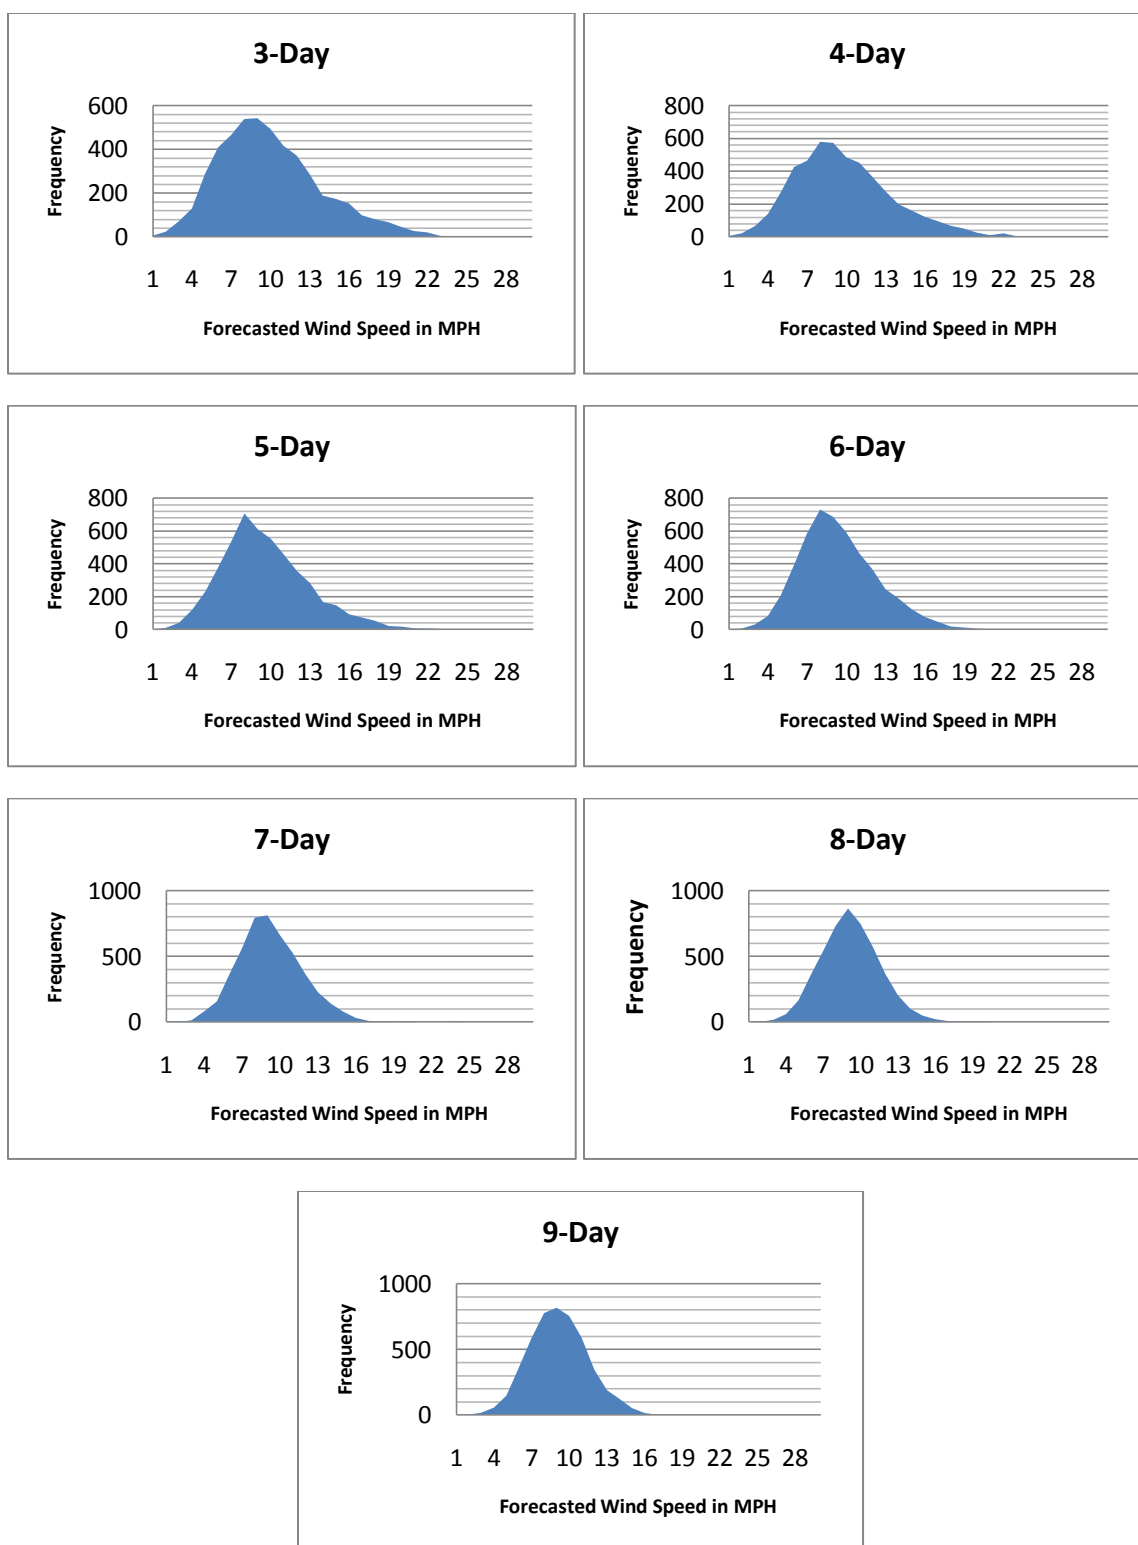 3-Day
600
400
200
0
Frequency
1 4 7 10 13 16 19 22 25 28
Forecasted Wind Speed in MPH
4-Day
800
600
400
200
0
Frequency
1 4 7 10 13 16 19 22 25 28
Forecasted Wind Speed in MPH
5-Day
800
600
400
200
0
Frequency
1 4 7 10 13 16 19 22 25 28
Forecasted Wind Speed in MPH
6-Day
800
600
400
200
0
Frequency
1 4 7 10 13 16 19 22 25 28
Forecasted Wind Speed in MPH
7-Day
1000
500
0
Frequency
1 4 7 10 13 16 19 22 25 28
Forecasted Wind Speed in MPH
8-Day
1000
500
0
Frequency
1 4 7 10 13 16 19 22 25 28
Forecasted Wind Speed in MPH
9-Day
1000
500
0
Frequency
1 4 7 10 13 16 19 22 25 28
Forecasted Wind Speed in MPH